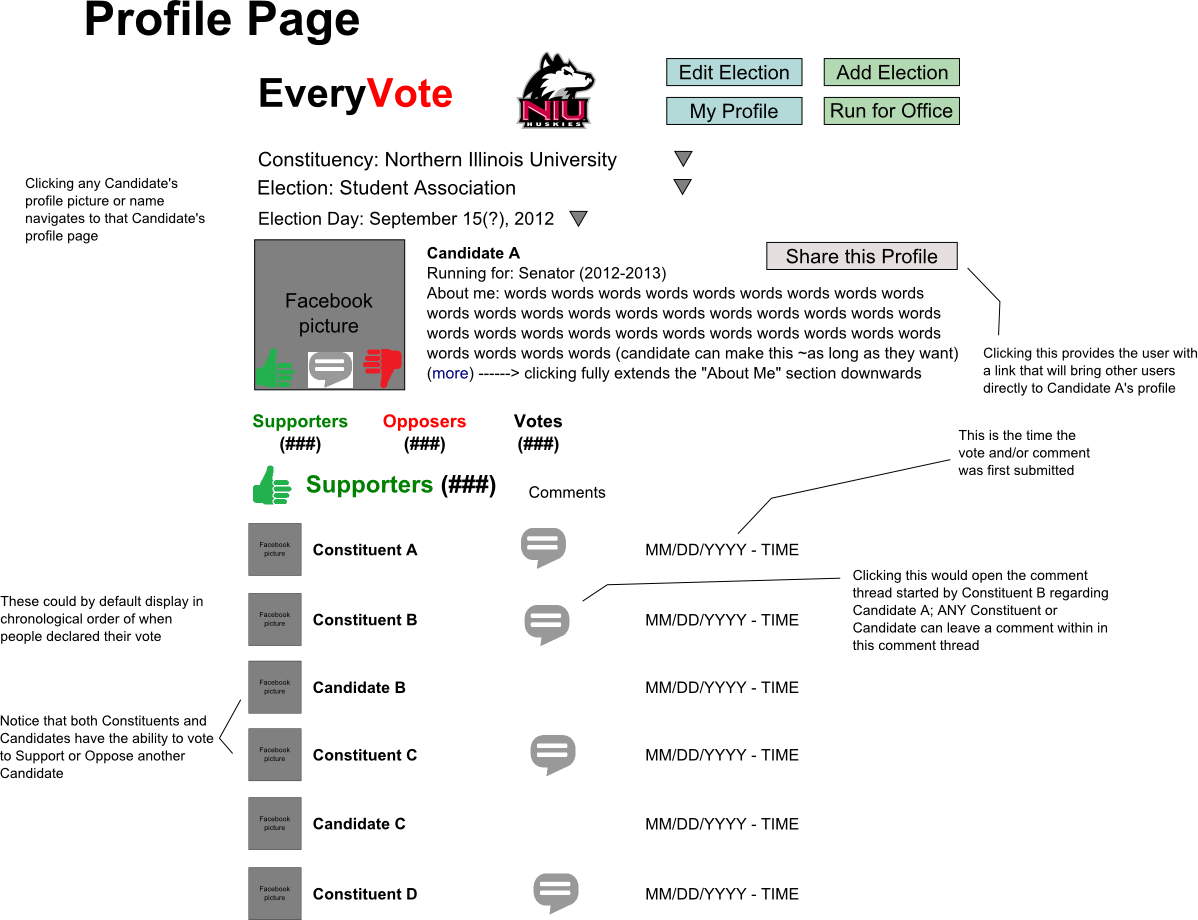 Profile Page
EveryVote
NIU
HUSKIES
Edit Election
Add Election
My Profile
Run for Office
Constituency: Northern Illinois University
Election: Student Association
Election Day: September 15(?), 2012
Clicking any Candidate's
profile picture or name
navigates to that Candidate's
profile page
Facebook
picture
Candidate A
Share this Profile
Running for: Senator (2012-2013)
About me: words words words words words words words words words
words words words words words words words words words words words
words words words words words words words words words words words
words words words words (candidate can make this ~as long as they want)
(more) ------> clicking fully extends the "About Me" section downwards
Clicking this provides the user with
a link that will bring other users
directly to Candidate A's profile
Supporters
(###)
Opposers
(###)
Votes
(###)
This is the time the
vote and/or comment
was first submitted
Supporters (###)
Comments
Facebook
picture
Constituent A
MM/DD/YYYY - TIME
Clicking this would open the comment
thread started by Constituent B regarding
Candidate A; ANY Constituent or
Candidate can leave a comment within in
this comment thread
These could by default display in
chronological order of when
people declared their vote
Facebook
picture
Constituent B
MM/DD/YYYY - TIME
Facebook
picture
Candidate B
MM/DD/YYYY - TIME
Notice that both Constituents and
Candidates have the ability to vote
to Support or Oppose another
Candidate
Facebook
picture
Constituent C
MM/DD/YYYY - TIME
Facebook
picture
Candidate C
MM/DD/YYYY - TIME
Facebook
picture
Constituent D
MM/DD/YYYY - TIME